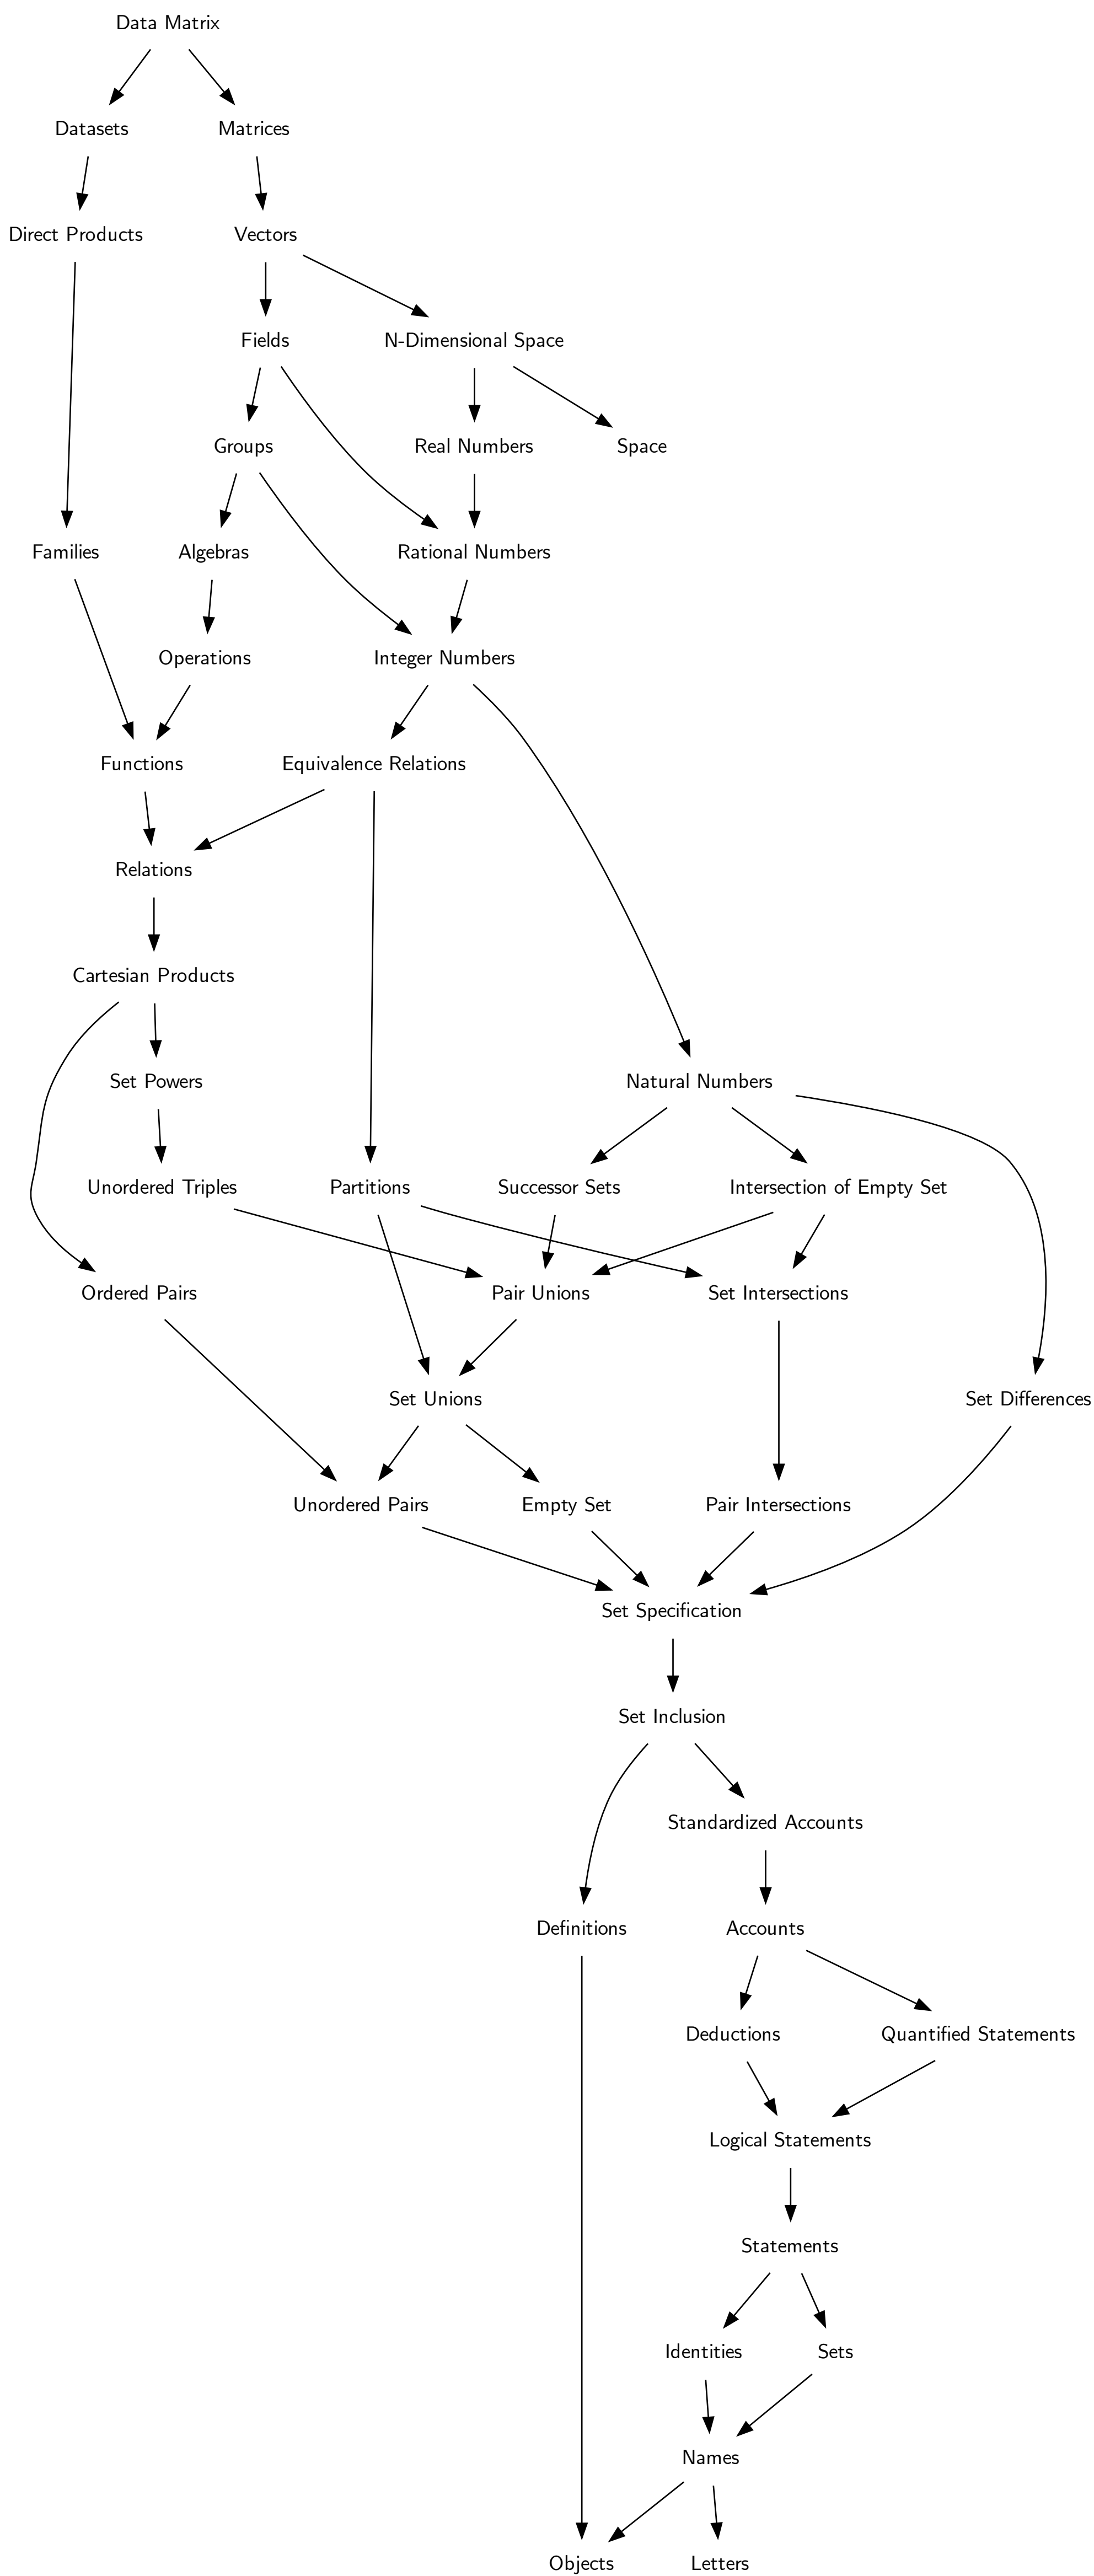 Data Matrix
Datasets
Matrices
Direct Products
Vectors
Fields
N-Dimensional Space
Groups
Real Numbers
Space
Families
Algebras
Rational Numbers
Operations
Integer Numbers
Functions
Equivalence Relations
Relations
Cartesian Products
Set Powers
Natural Numbers
Unordered Triples
Partitions
Successor Sets
Intersection of Empty Set
Ordered Pairs
Pair Unions
Set Intersections
Set Unions
Set Differences
Unordered Pairs
Empty Set
Pair Intersections
Set Specification
Set Inclusion
Standardized Accounts
Definitions
Accounts
Deductions
Quantified Statements
Logical Statements
Statements
Identities
Sets
Names
Objects
Letters